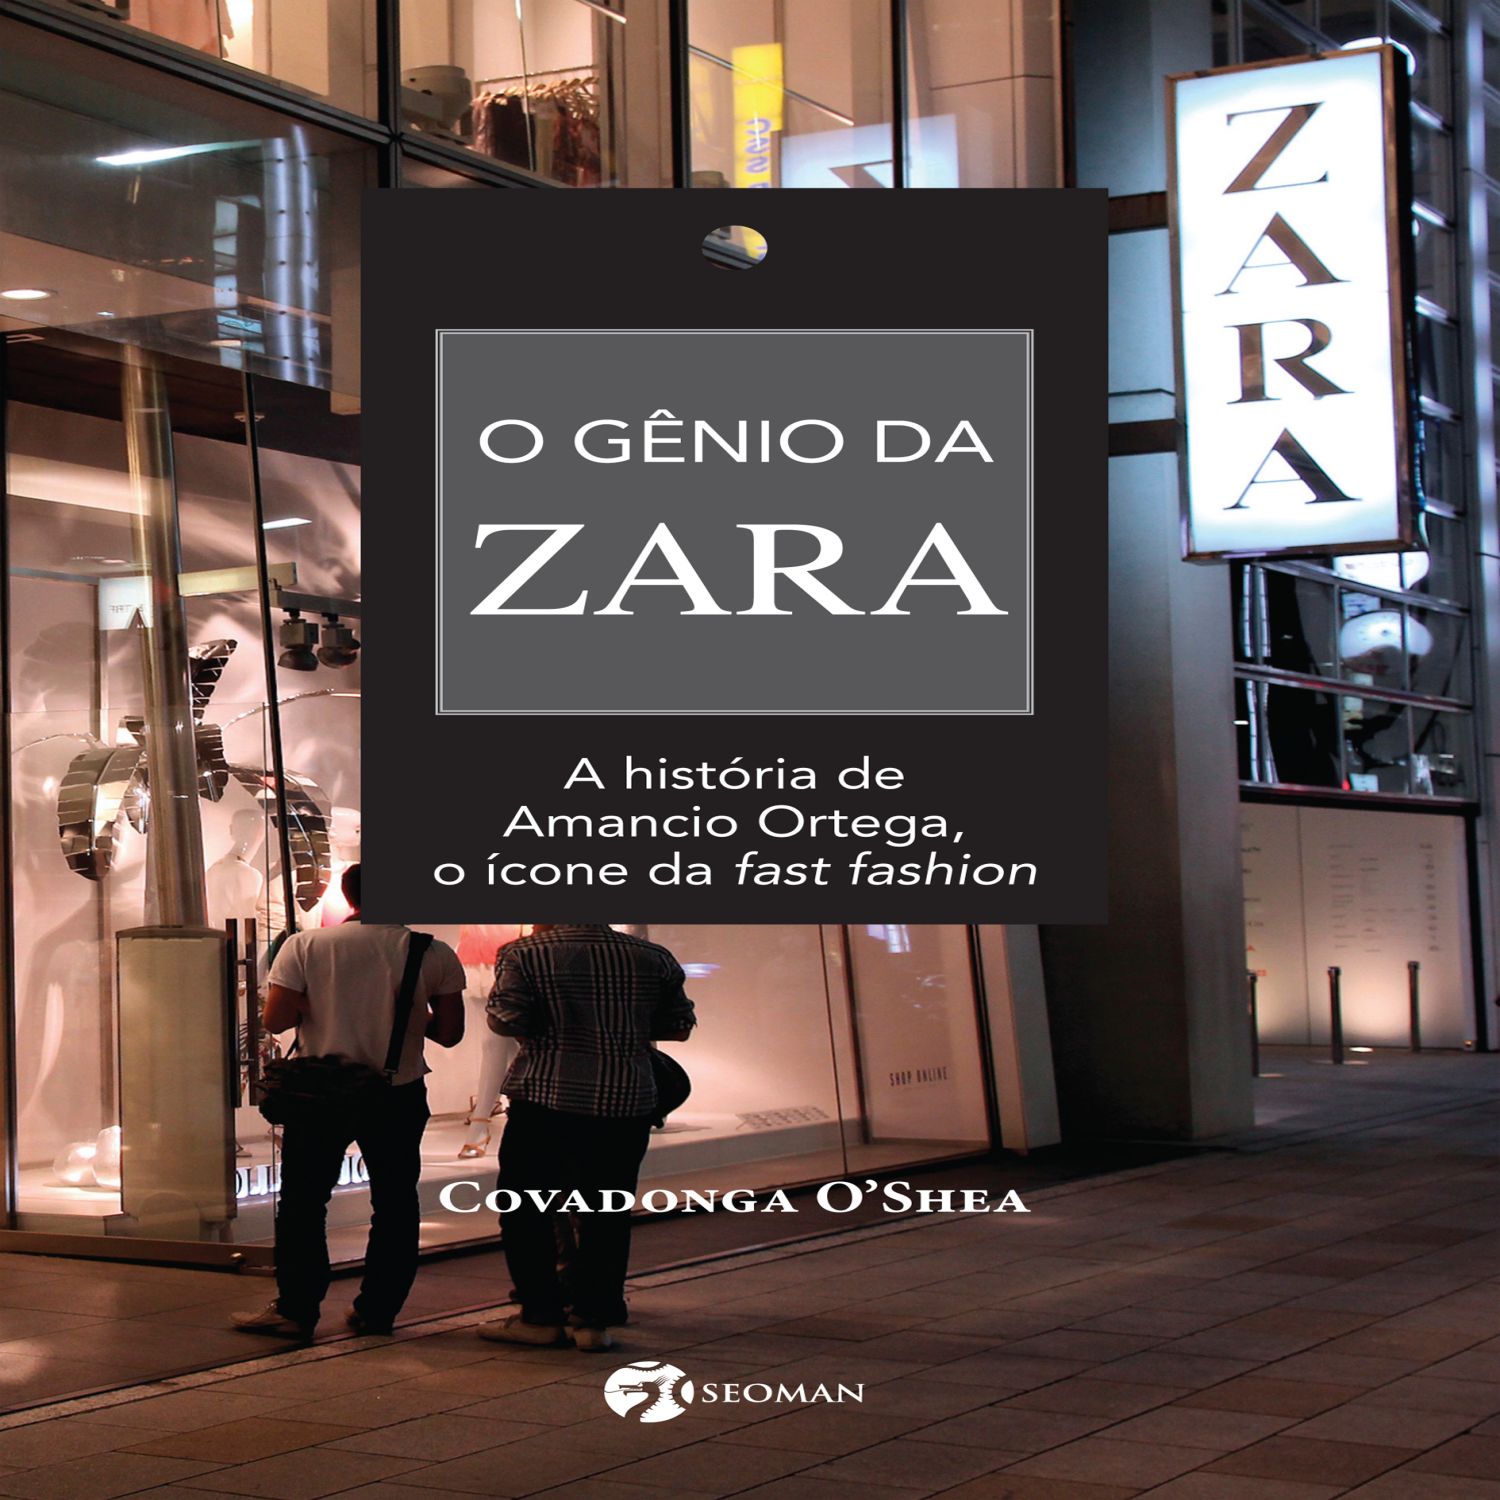 ZARA
O GÊNIO DA
ZARA
A história de
Amancio Ortega,
o ícone da fast fashion
SHOP ONLINE
COVADONGA O'SHEA
SEOMAN